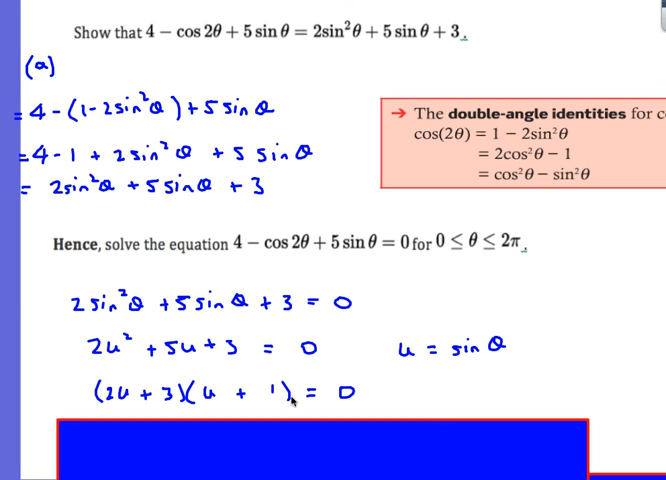 Show that 4 − cos 2θ + 5 sin θ = 2sin²θ + 5 sin θ + 3.
(a)
= 4 - (1 - 2sin²θ) + 5 sin θ
→ The double-angle identities for c
cos(2θ) = 1 − 2sin²θ
= 4 - 1 + 2sin²θ + 5 sin θ
= 2cos²θ − 1
= 2sin²θ + 5 sinθ + 3
= cos²θ − sin²θ
Hence, solve the equation 4 − cos 2θ + 5 sin θ = 0 for 0 ≤ θ ≤ 2π.
2 sin²θ + 5 sin θ + 3 = 0
2u² + 5u + 3 = 0 u = sin θ
(2u + 3)(u + 1) = 0